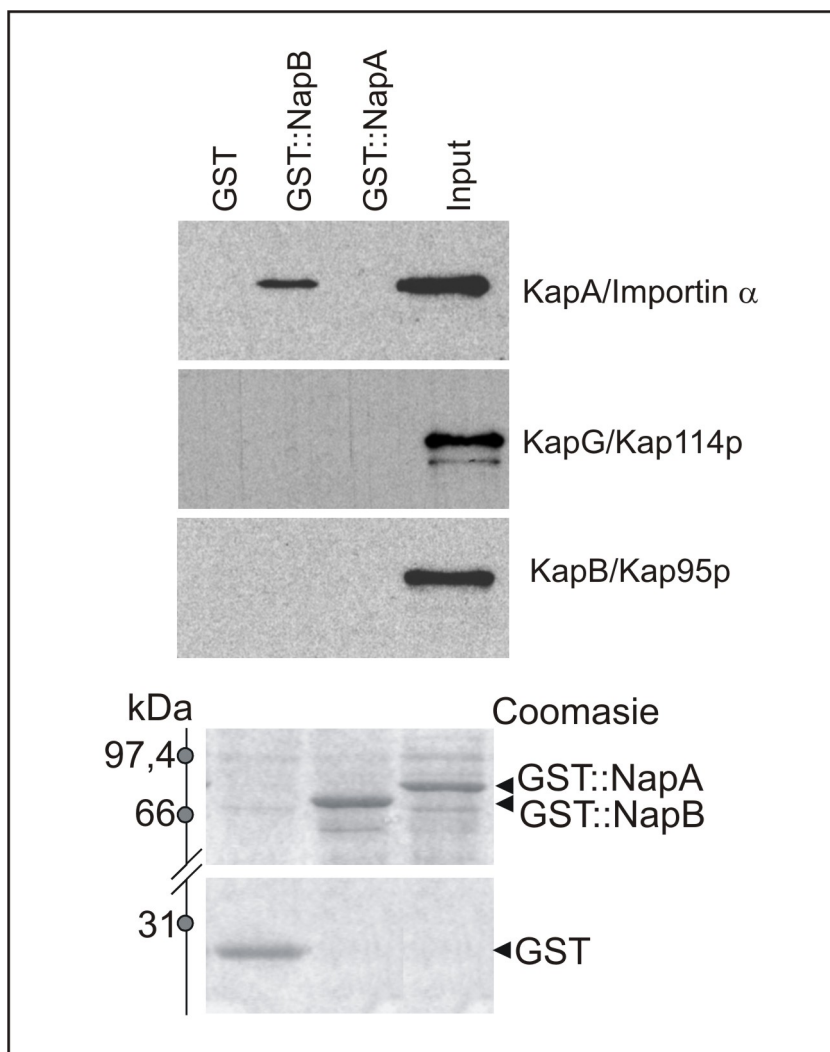 GST
GST::NapB
GST::NapA
Input
KapA/Importin α
KapG/Kap114p
KapB/Kap95p
kDa
Coomasie
97,4
GST::NapA
66
GST::NapB
31
GST